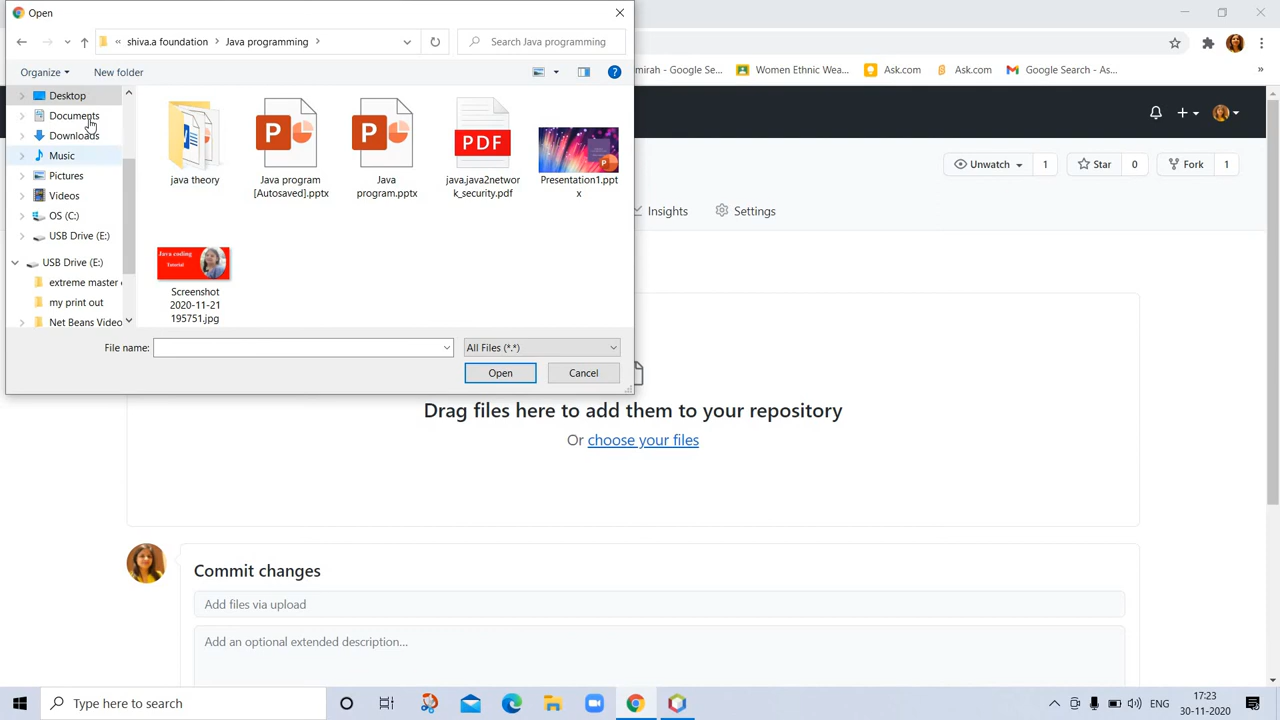 Open
shiva.a foundation
Java programming
Search Java programming
mirah - Google Se...
Women Ethnic Wea...
Ask.com
Ask.com
Google Search - As...
Organize
New folder
Desktop
Documents
Downloads
Music
Pictures
Videos
OS (C:)
USB Drive (E:)
USB Drive (E:)
extreme master
my print out
Net Beans Video
java theory
Java program
[Autosaved].pptx
Java
program.pptx
PDF
java.java2networ
k_security.pdf
Presentation1.ppt
x
Java coding
Tutorial
Screenshot
2020-11-21
195751.jpg
File name:
All Files (*.*)
Open
Cancel
Unwatch
1
Star
0
Fork
1
Insights
Settings
Drag files here to add them to your repository
Or choose your files
Commit changes
Add files via upload
Add an optional extended description...
Type here to search
ENG
17:23
30-11-2020